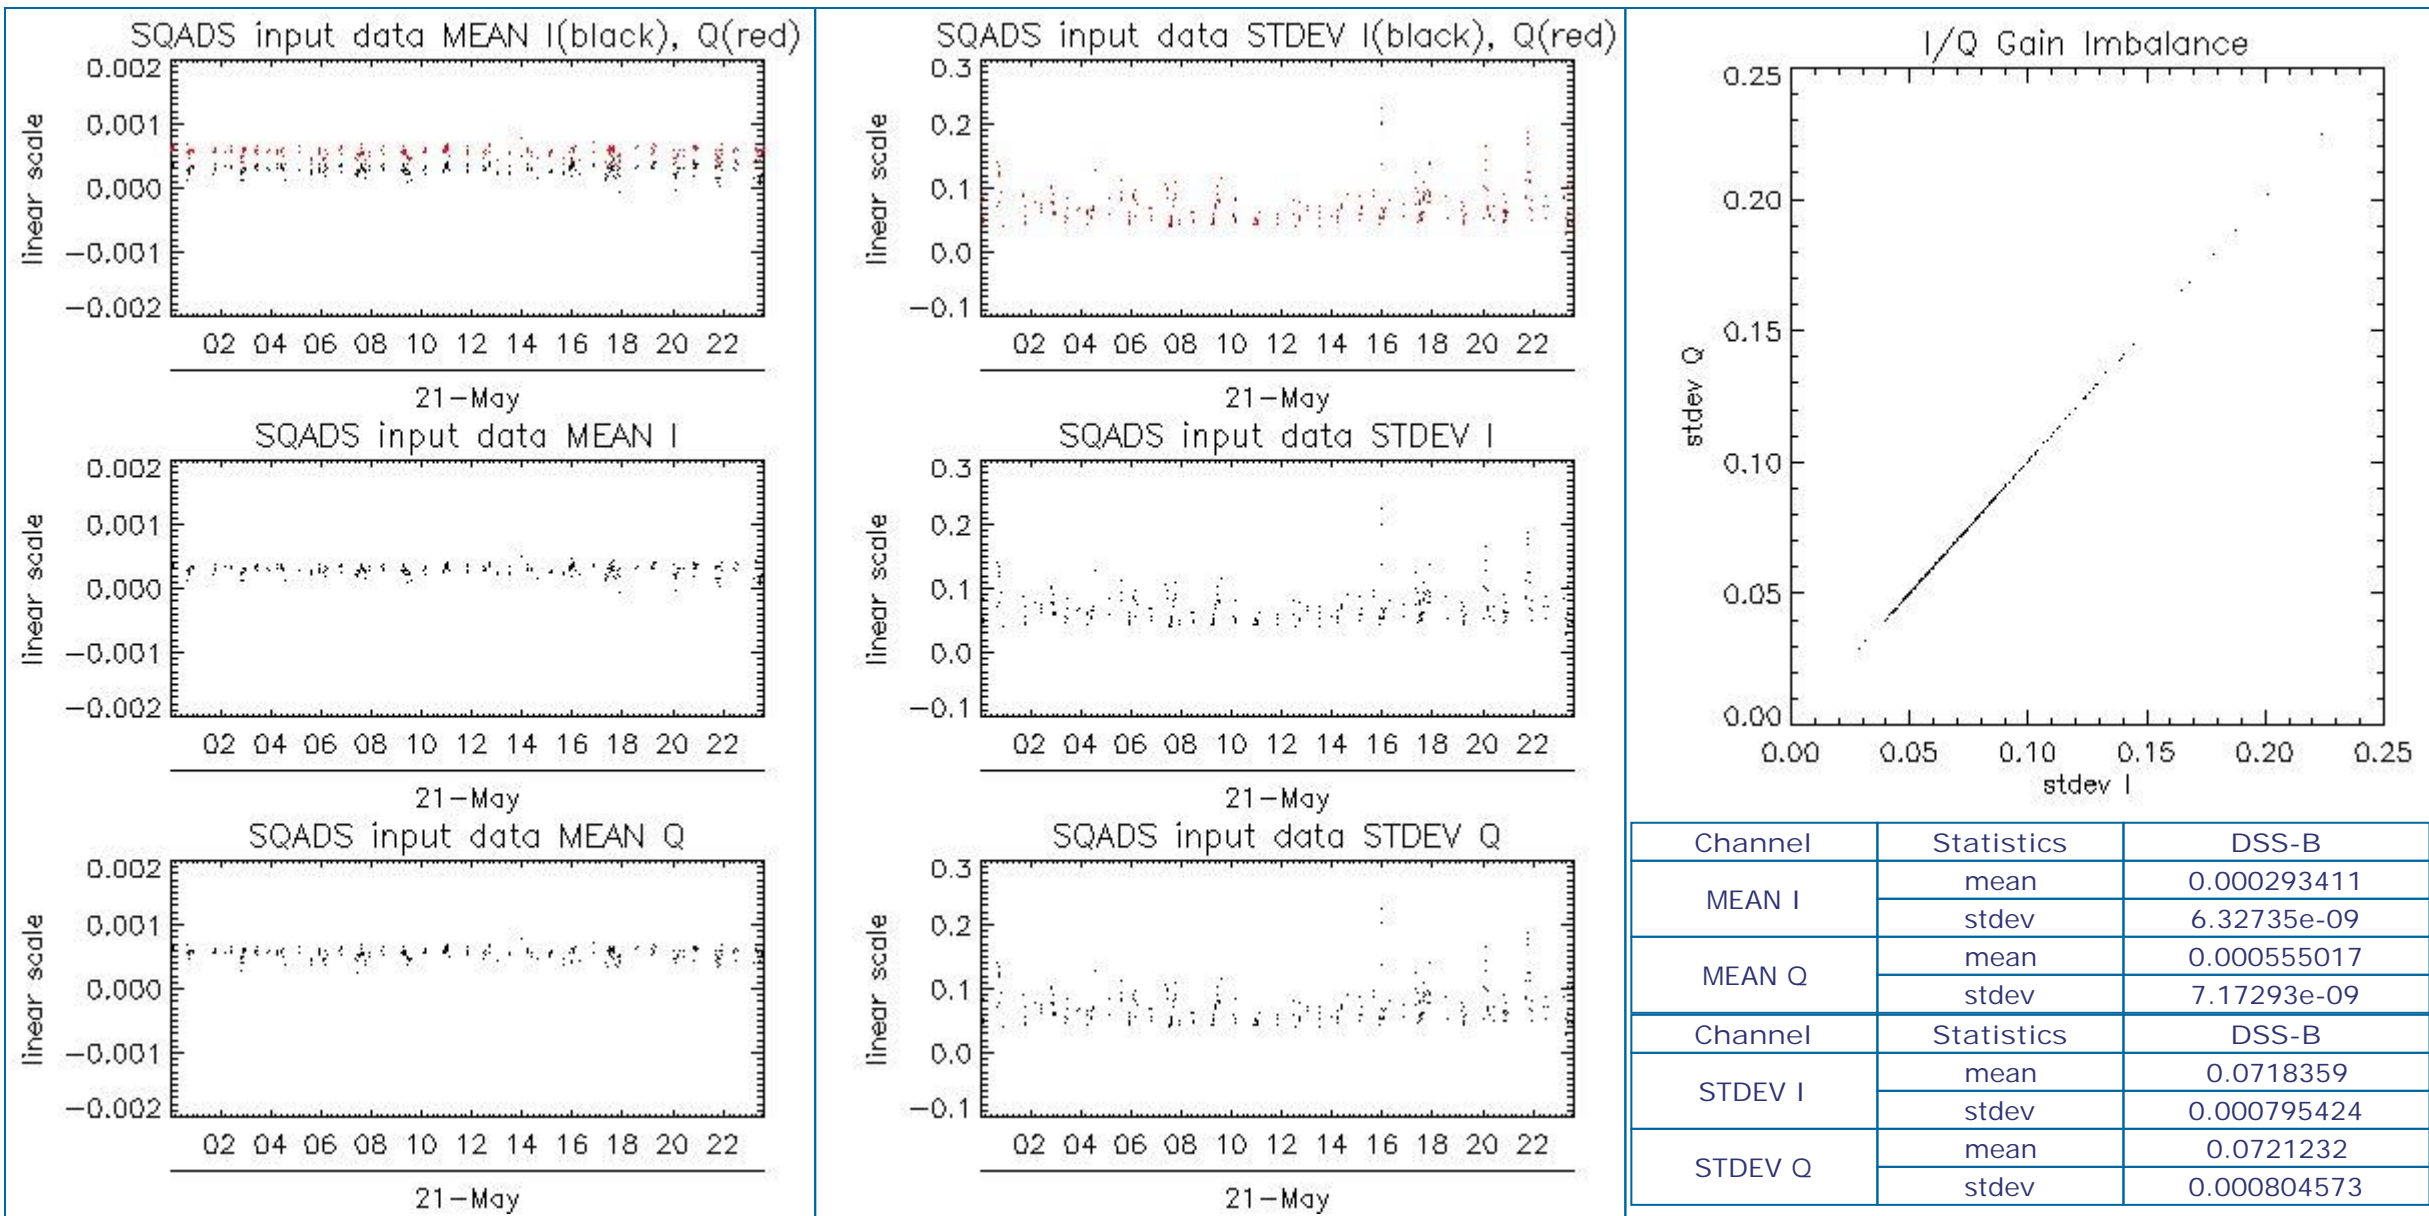 SQADS input data MEAN I(black), Q(red)
0.002
0.001
0.000
−0.001
−0.002
linear scale
02 04 06 08 10 12 14 16 18 20 22
21−May
SQADS input data MEAN I
0.002
0.001
0.000
−0.001
−0.002
linear scale
02 04 06 08 10 12 14 16 18 20 22
21−May
SQADS input data MEAN Q
0.002
0.001
0.000
−0.001
−0.002
linear scale
02 04 06 08 10 12 14 16 18 20 22
21−May
SQADS input data STDEV I(black), Q(red)
0.3
0.2
0.1
0.0
−0.1
linear scale
02 04 06 08 10 12 14 16 18 20 22
21−May
SQADS input data STDEV I
0.3
0.2
0.1
0.0
−0.1
linear scale
02 04 06 08 10 12 14 16 18 20 22
21−May
SQADS input data STDEV Q
0.3
0.2
0.1
0.0
−0.1
linear scale
02 04 06 08 10 12 14 16 18 20 22
21−May
I/Q Gain Imbalance
0.25
0.20
0.15
0.10
0.05
0.00
stdev Q
0.00 0.05 0.10 0.15 0.20 0.25
stdev I
Channel Statistics DSS-B
MEAN I mean 0.000293411
stdev 6.32735e-09
MEAN Q mean 0.000555017
stdev 7.17293e-09
Channel Statistics DSS-B
STDEV I mean 0.0718359
stdev 0.000795424
STDEV Q mean 0.0721232
stdev 0.000804573